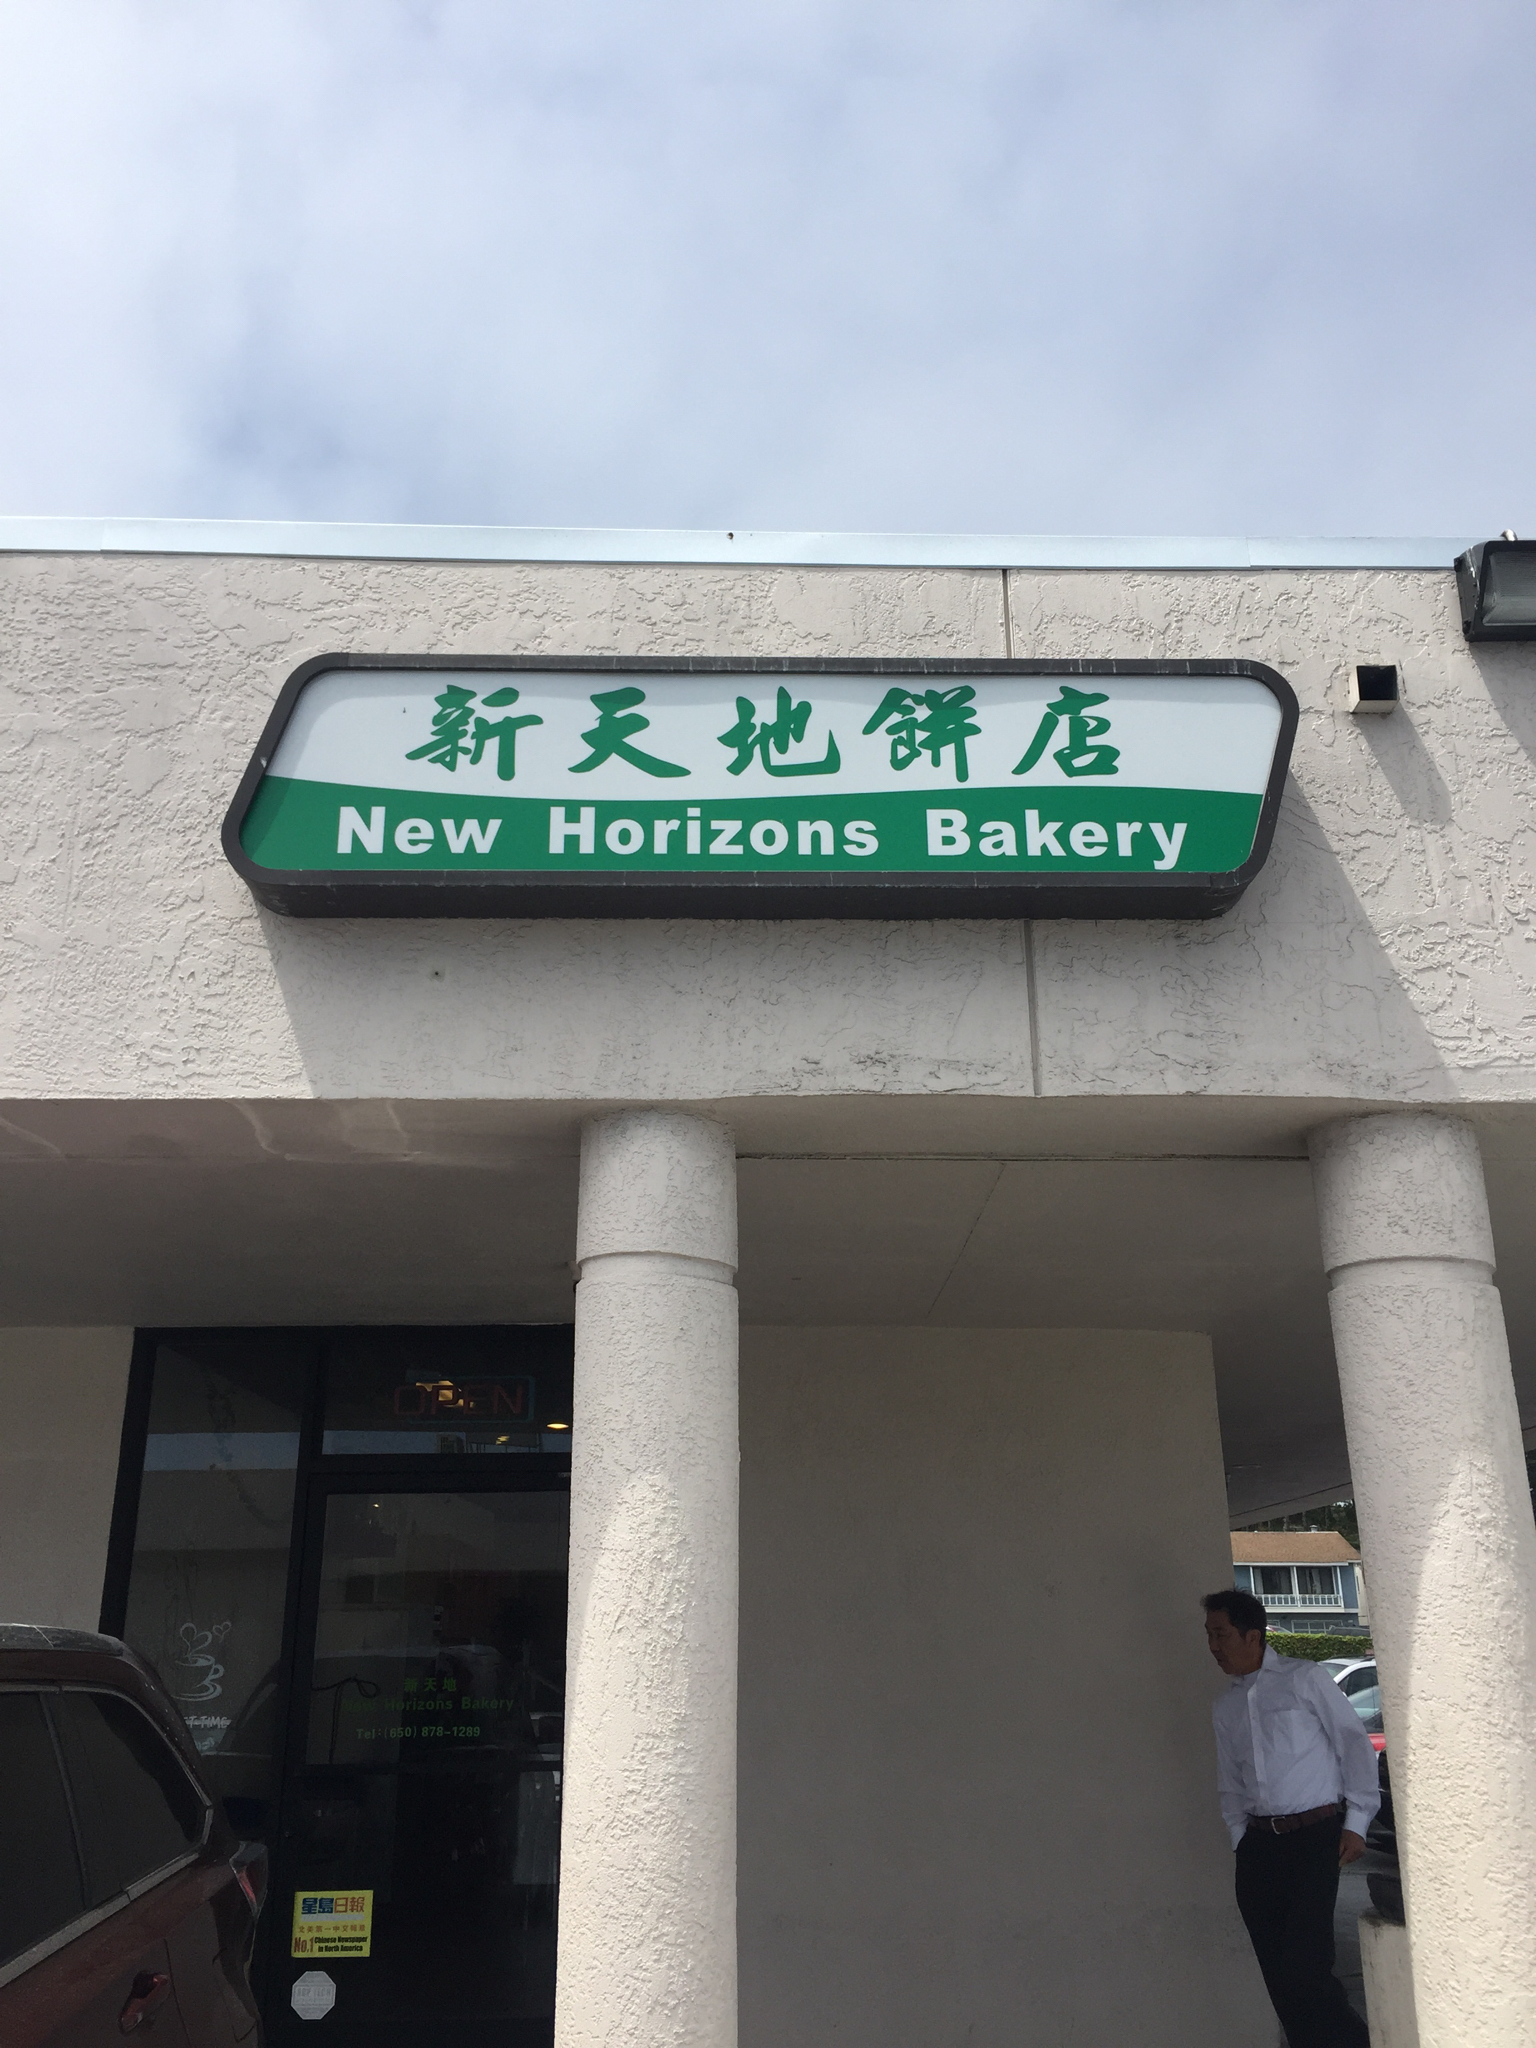 新天地餅店
New Horizons Bakery
OPEN
新天地
New Horizons Bakery
Tel:(650) 878-1289
星島日報
No.1 Chinese Newspaper
in North America